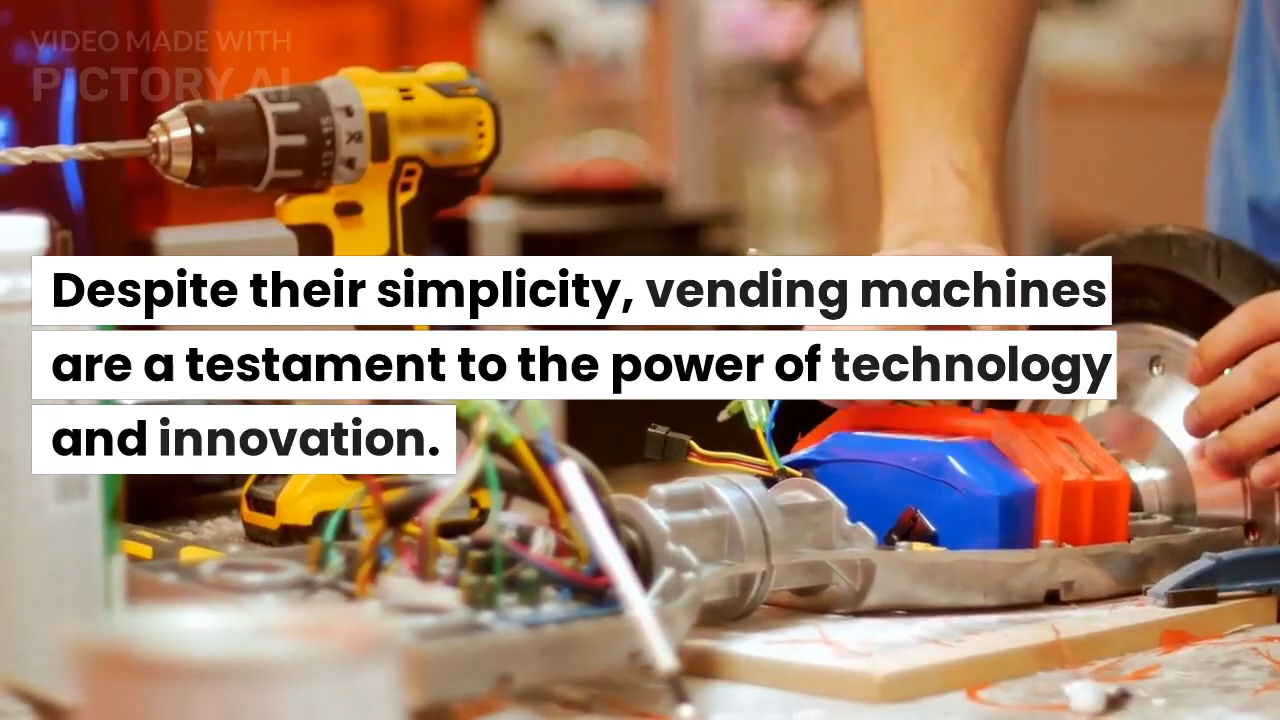 VIDEO MADE WITH
PICTORY.AI
Despite their simplicity, vending machines
are a testament to the power of technology
and innovation.